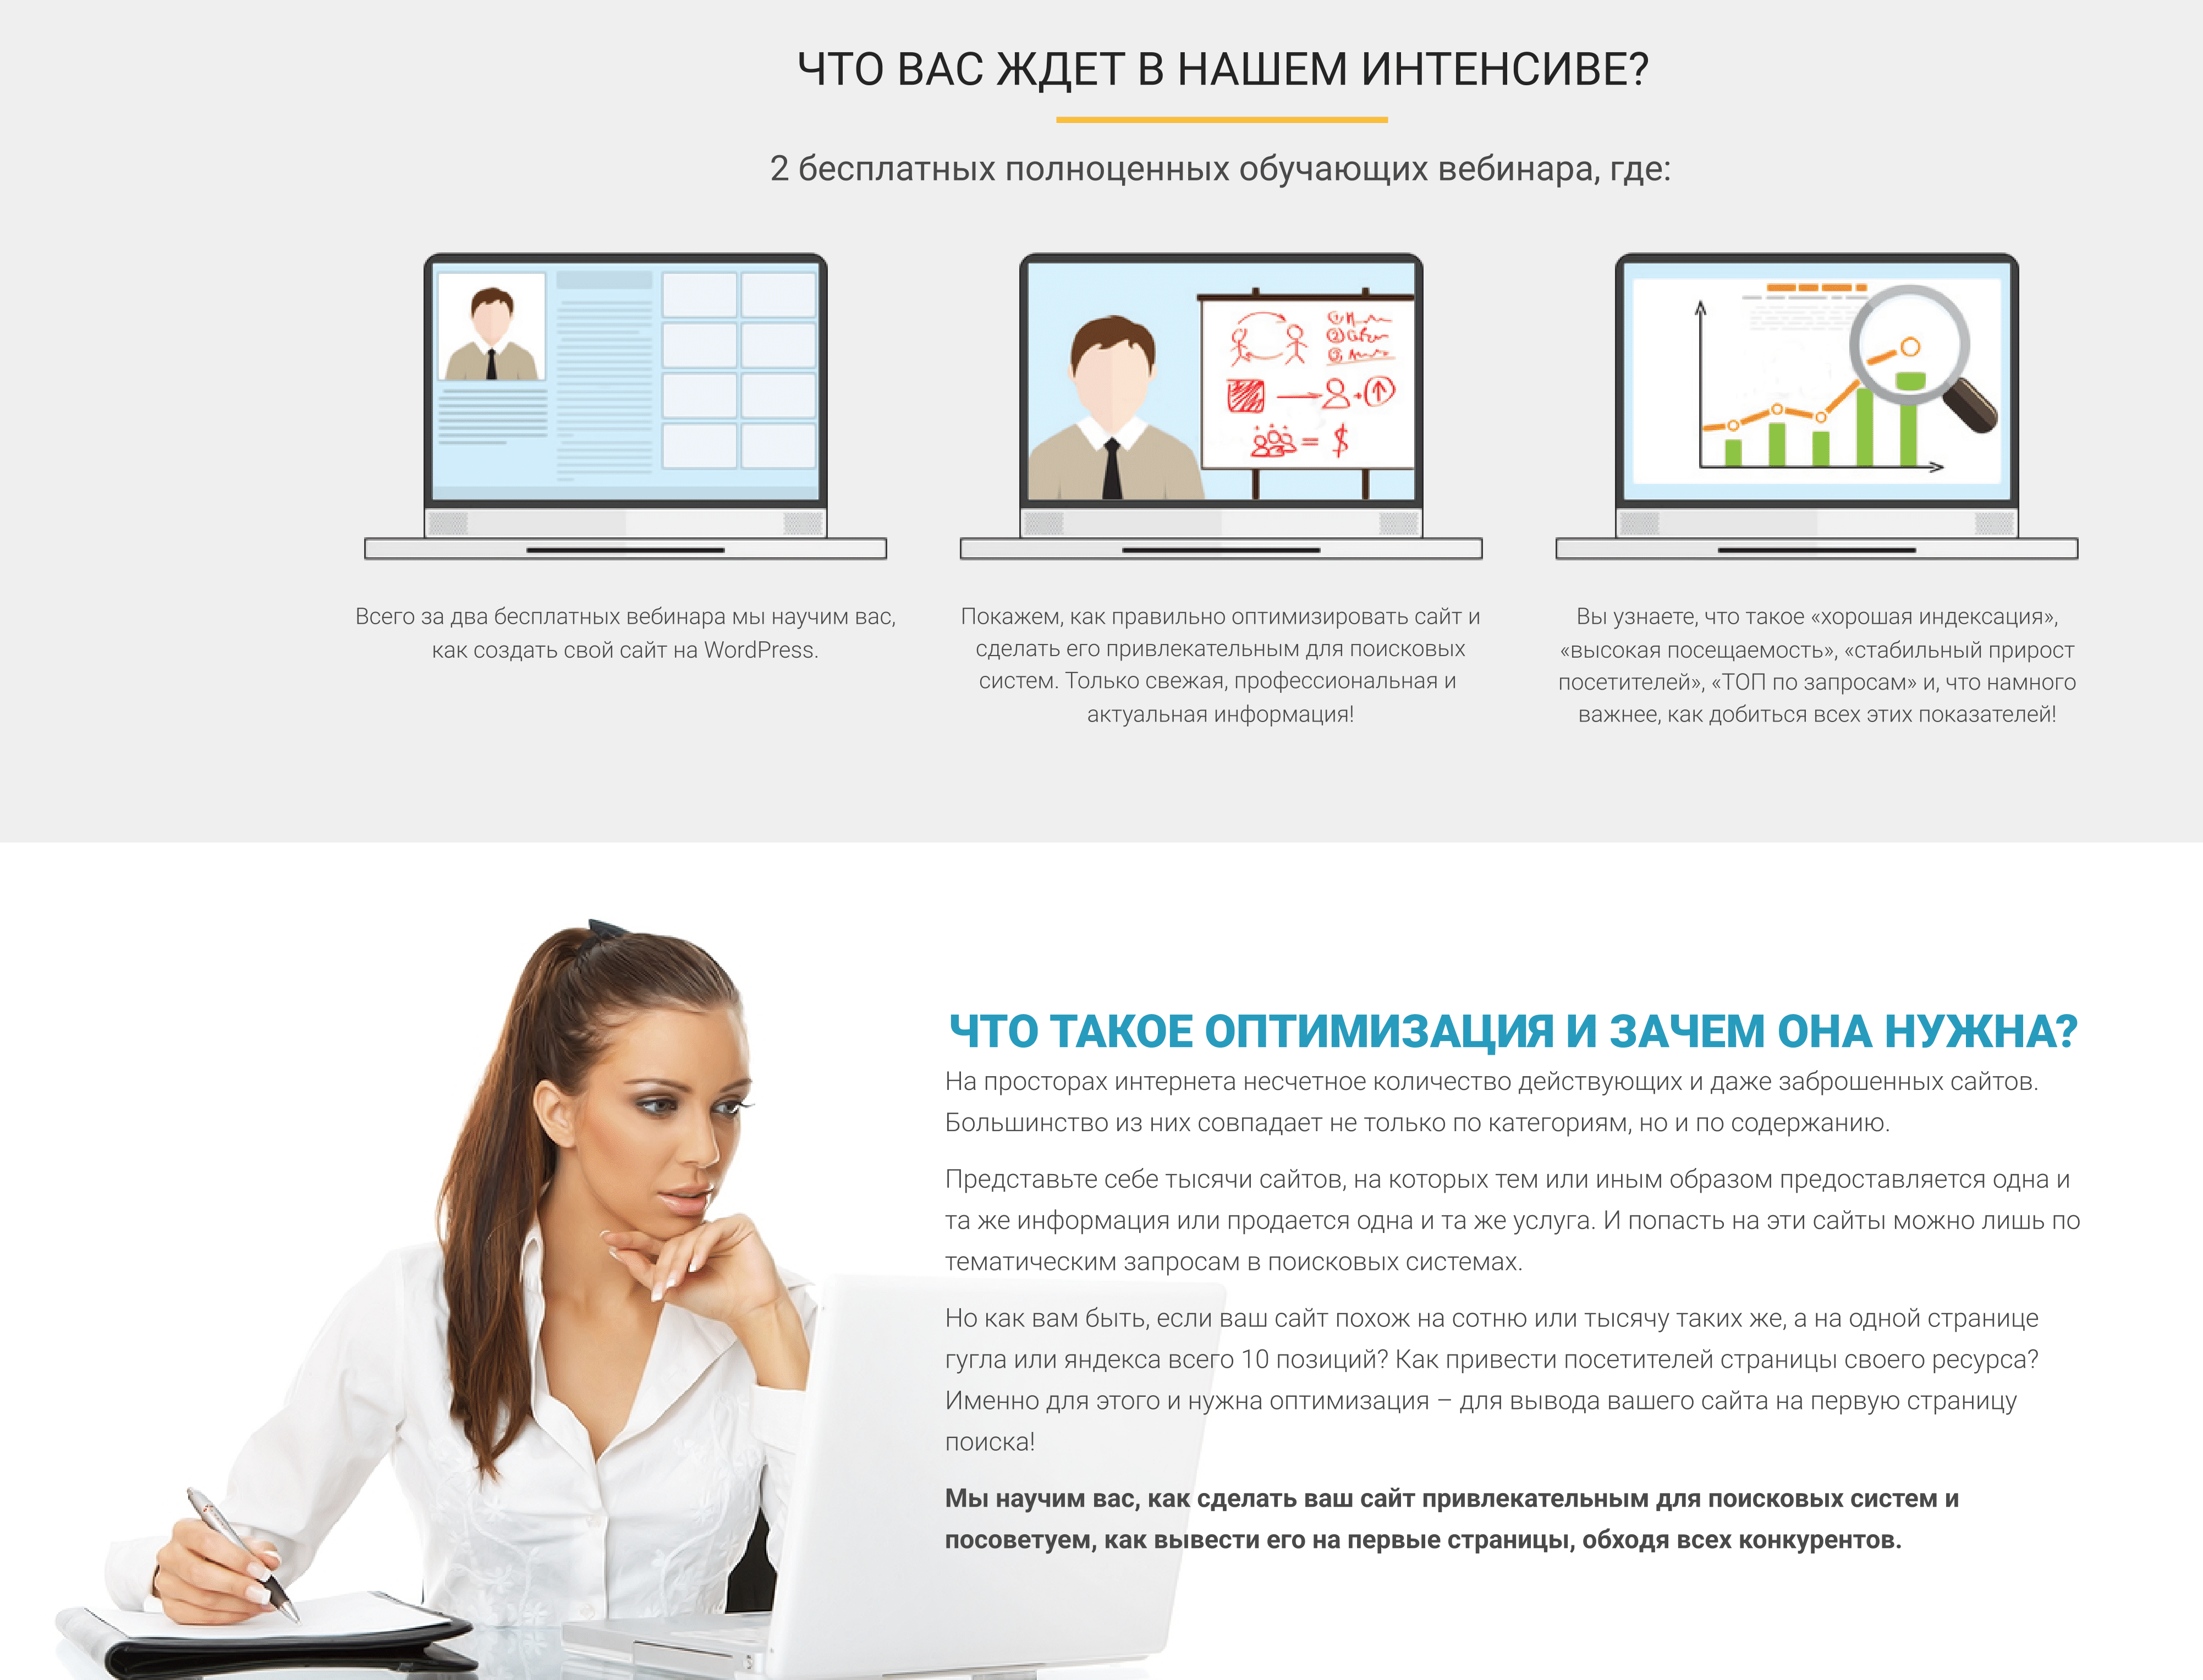 ЧТО ВАС ЖДЕТ В НАШЕМ ИНТЕНСИВЕ?
2 бесплатных полноценных обучающих вебинара, где:
Всего за два бесплатных вебинара мы научим вас,
как создать свой сайт на WordPress.
Покажем, как правильно оптимизировать сайт и
сделать его привлекательным для поисковых
систем. Только свежая, профессиональная и
актуальная информация!
Вы узнаете, что такое «хорошая индексация»,
«высокая посещаемость», «стабильный прирост
посетителей», «ТОП по запросам» и, что намного
важнее, как добиться всех этих показателей!
ЧТО ТАКОЕ ОПТИМИЗАЦИЯ И ЗАЧЕМ ОНА НУЖНА?
На просторах интернета несчетное количество действующих и даже заброшенных сайтов.
Большинство из них совпадает не только по категориям, но и по содержанию.
Представьте себе тысячи сайтов, на которых тем или иным образом предоставляется одна и
та же информация или продается одна и та же услуга. И попасть на эти сайты можно лишь по
тематическим запросам в поисковых системах.
Но как вам быть, если ваш сайт похож на сотню или тысячу таких же, а на одной странице
гугла или яндекса всего 10 позиций? Как привести посетителей страницы своего ресурса?
Именно для этого и нужна оптимизация – для вывода вашего сайта на первую страницу
поиска!
Мы научим вас, как сделать ваш сайт привлекательным для поисковых систем и
посоветуем, как вывести его на первые страницы, обходя всех конкурентов.